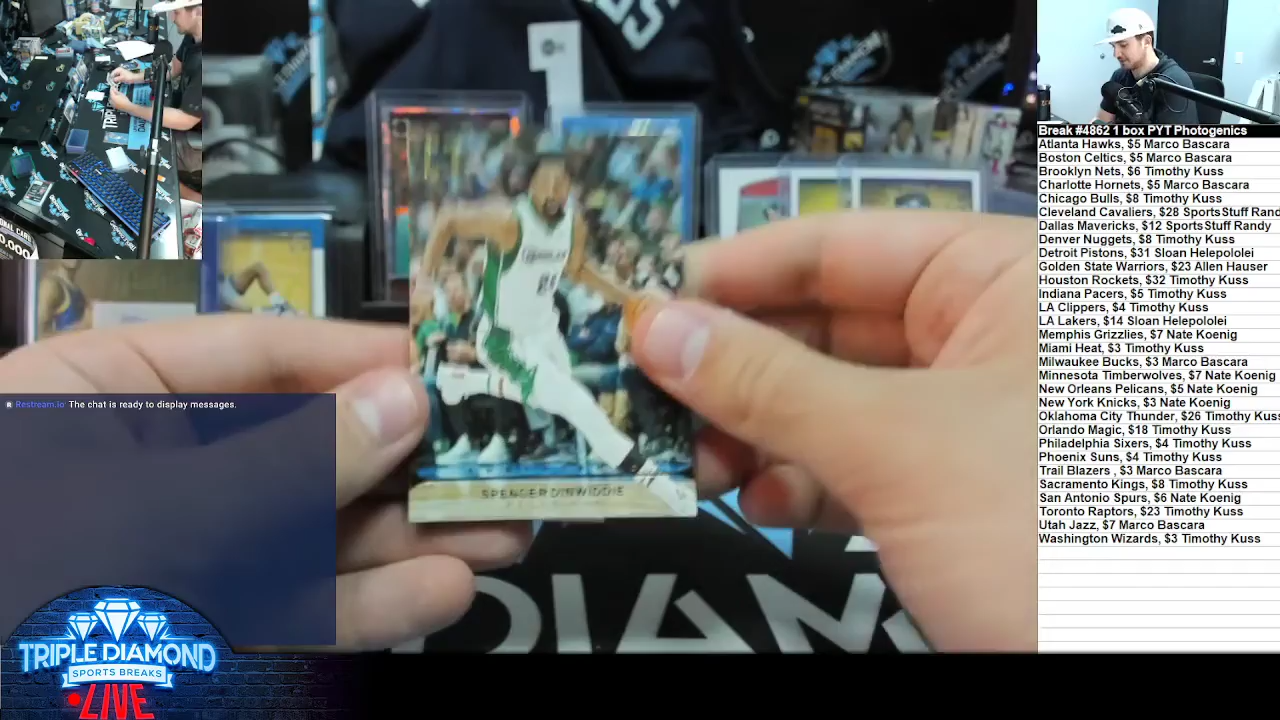 Break #4862 1 box PYT Photogenics
Atlanta Hawks, $5 Marco Bascara
Boston Celtics, $5 Marco Bascara
Brooklyn Nets, $6 Timothy Kuss
Charlotte Hornets, $5 Marco Bascara
Chicago Bulls, $8 Timothy Kuss
Cleveland Cavaliers, $28 SportsStuff Rand
Dallas Mavericks, $12 SportsStuff Randy
Denver Nuggets, $8 Timothy Kuss
Detroit Pistons, $31 Sloan Helepololei
Golden State Warriors, $23 Allen Hauser
Houston Rockets, $32 Timothy Kuss
Indiana Pacers, $5 Timothy Kuss
LA Clippers, $4 Timothy Kuss
LA Lakers, $14 Sloan Helepololei
Memphis Grizzlies, $7 Nate Koenig
Miami Heat, $3 Timothy Kuss
Milwaukee Bucks, $3 Marco Bascara
Minnesota Timberwolves, $7 Nate Koenig
New Orleans Pelicans, $5 Nate Koenig
New York Knicks, $3 Nate Koenig
Oklahoma City Thunder, $26 Timothy Kuss
Orlando Magic, $18 Timothy Kuss
Philadelphia Sixers, $4 Timothy Kuss
Phoenix Suns, $4 Timothy Kuss
Trail Blazers , $3 Marco Bascara
Sacramento Kings, $8 Timothy Kuss
San Antonio Spurs, $6 Nate Koenig
Toronto Raptors, $23 Timothy Kuss
Utah Jazz, $7 Marco Bascara
Washington Wizards, $3 Timothy Kuss
1
SPENCER DINWIDDIE
Restream.io The chat is ready to display messages.
DIAM
TRIPLE DIAMOND
SPORTS BREAKS
LIVE